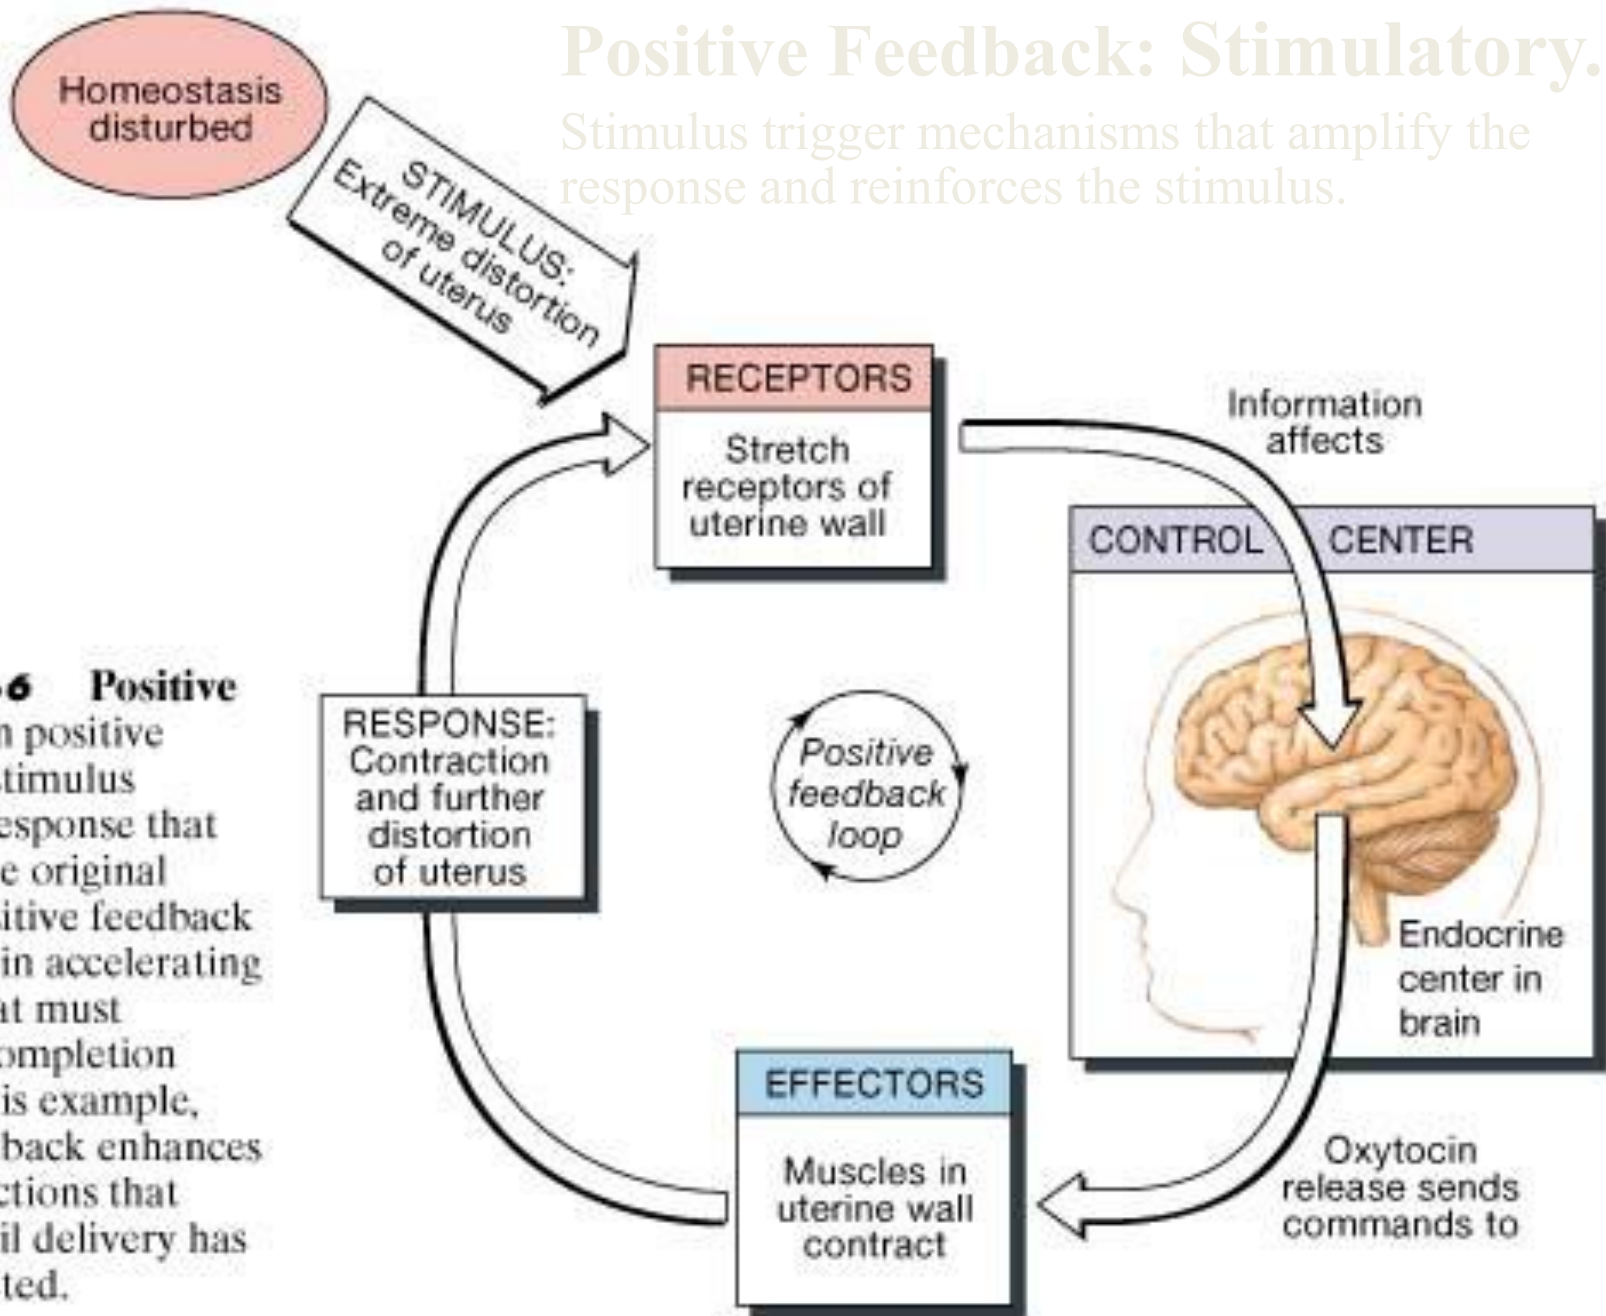 Positive Feedback: Stimulatory.
Stimulus trigger mechanisms that amplify the
response and reinforces the stimulus.
Homeostasis
disturbed
STIMULUS:
Extreme distortion
of uterus
RECEPTORS
Stretch
receptors of
uterine wall
Information
affects
CONTROL CENTER
Endocrine
center in
brain
Oxytocin
release sends
commands to
EFFECTORS
Muscles in
uterine wall
contract
RESPONSE:
Contraction
and further
distortion
of uterus
Positive
feedback
loop
6 Positive
n positive
stimulus
esponse that
e original
sitive feedback
in accelerating
at must
ompletion
is example,
back enhances
ctions that
il delivery has
ted.